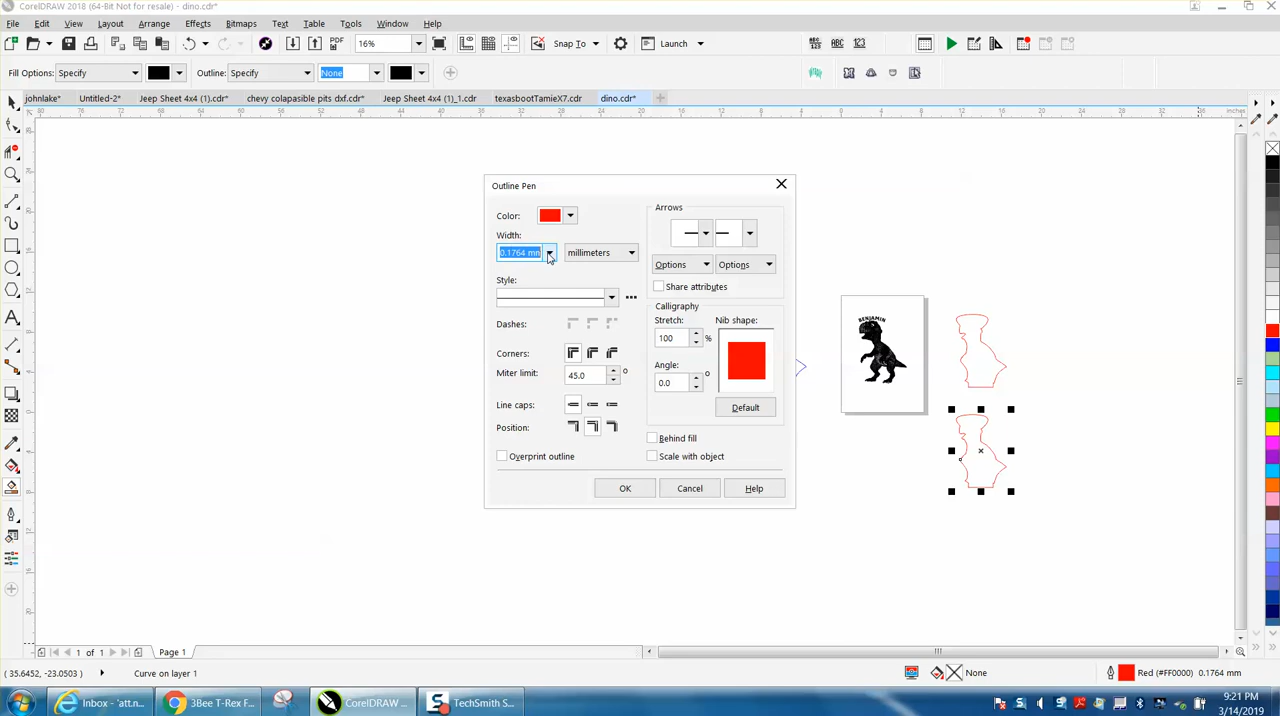 CorelDRAW 2018 (64-Bit Not for resale) - dino.cdr*
File Edit View Layout Arrange Effects Bitmaps Object Text Table Tools Window Help
PDF 16% Snap To Launch
Fill Options: Specify Outline: Specify None
johnlake* Untitled-2* Jeep Sheet 4x4 (1).cdr* chevy colapasible pits dxf.cdr* Jeep Sheet 4x4 (1)_1.cdr texasbootTamieX7.cdr dino.cdr*
inches
Outline Pen
Color:
Width:
0.1764 mn millimeters
Style:
Dashes:
Corners:
Miter limit: 45.0 °
Line caps:
Position:
Overprint outline
Arrows
Options Options
Share attributes
Calligraphy
Stretch: Nib shape:
100 %
Angle:
0.0 °
Default
Behind fill
Scale with object
OK Cancel Help
BENJAMIN
1 of 1 Page 1
( 35.6452, -23.0503 ) Curve on layer 1 None Red (#FF0000) 0.1764 mm
Inbox - 'att.n... 3Bee T-Rex F... CorelDRAW ... TechSmith S...
9:21 PM
3/14/2019